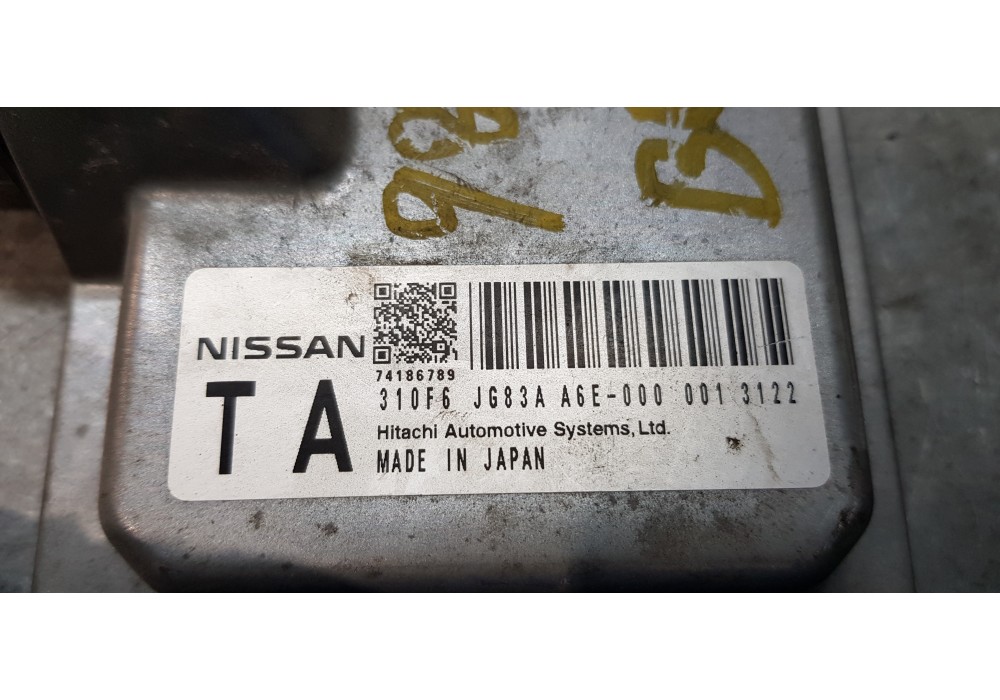 NISSAN
74186789
TA
310F6 JG83A A6E-000 001 3122
Hitachi Automotive Systems, Ltd.
MADE IN JAPAN